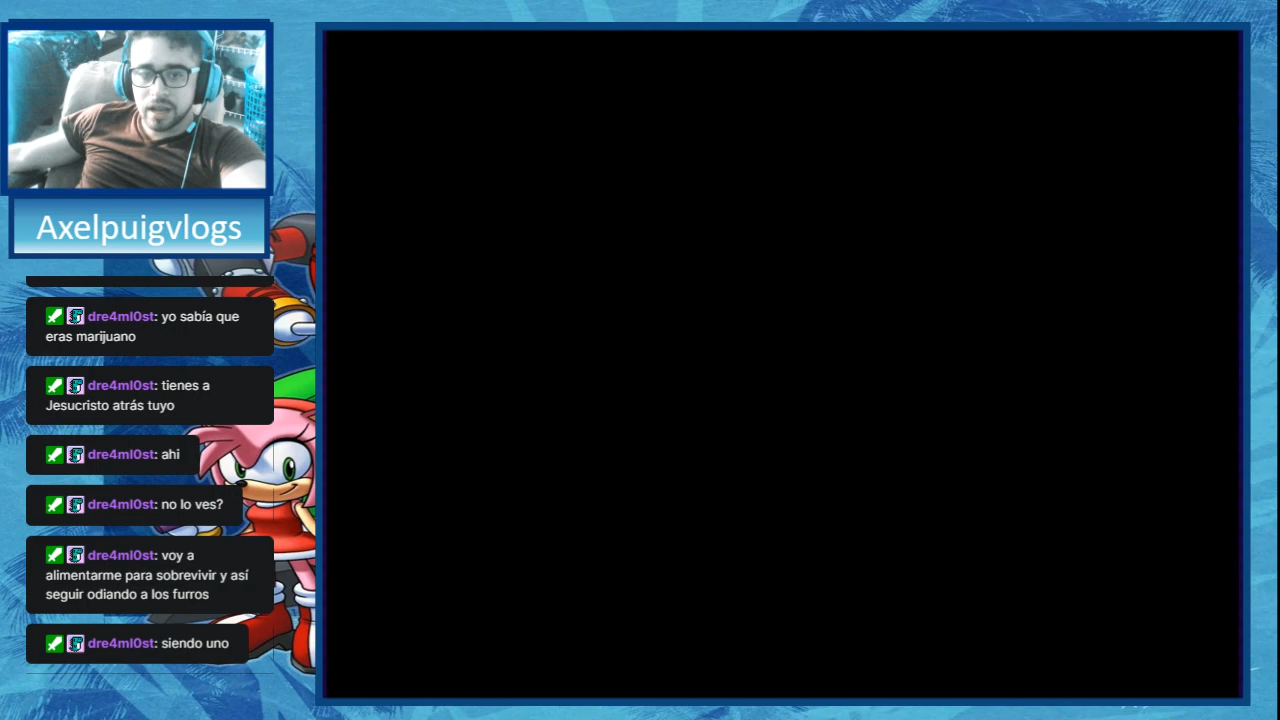 Axelpuigvlogs
dre4ml0st: yo sabía que
eras marijuano
dre4ml0st: tienes a
Jesucristo atrás tuyo
dre4ml0st: ahi
dre4ml0st: no lo ves?
dre4ml0st: voy a
alimentarme para sobrevivir y así
seguir odiando a los furros
dre4ml0st: siendo uno